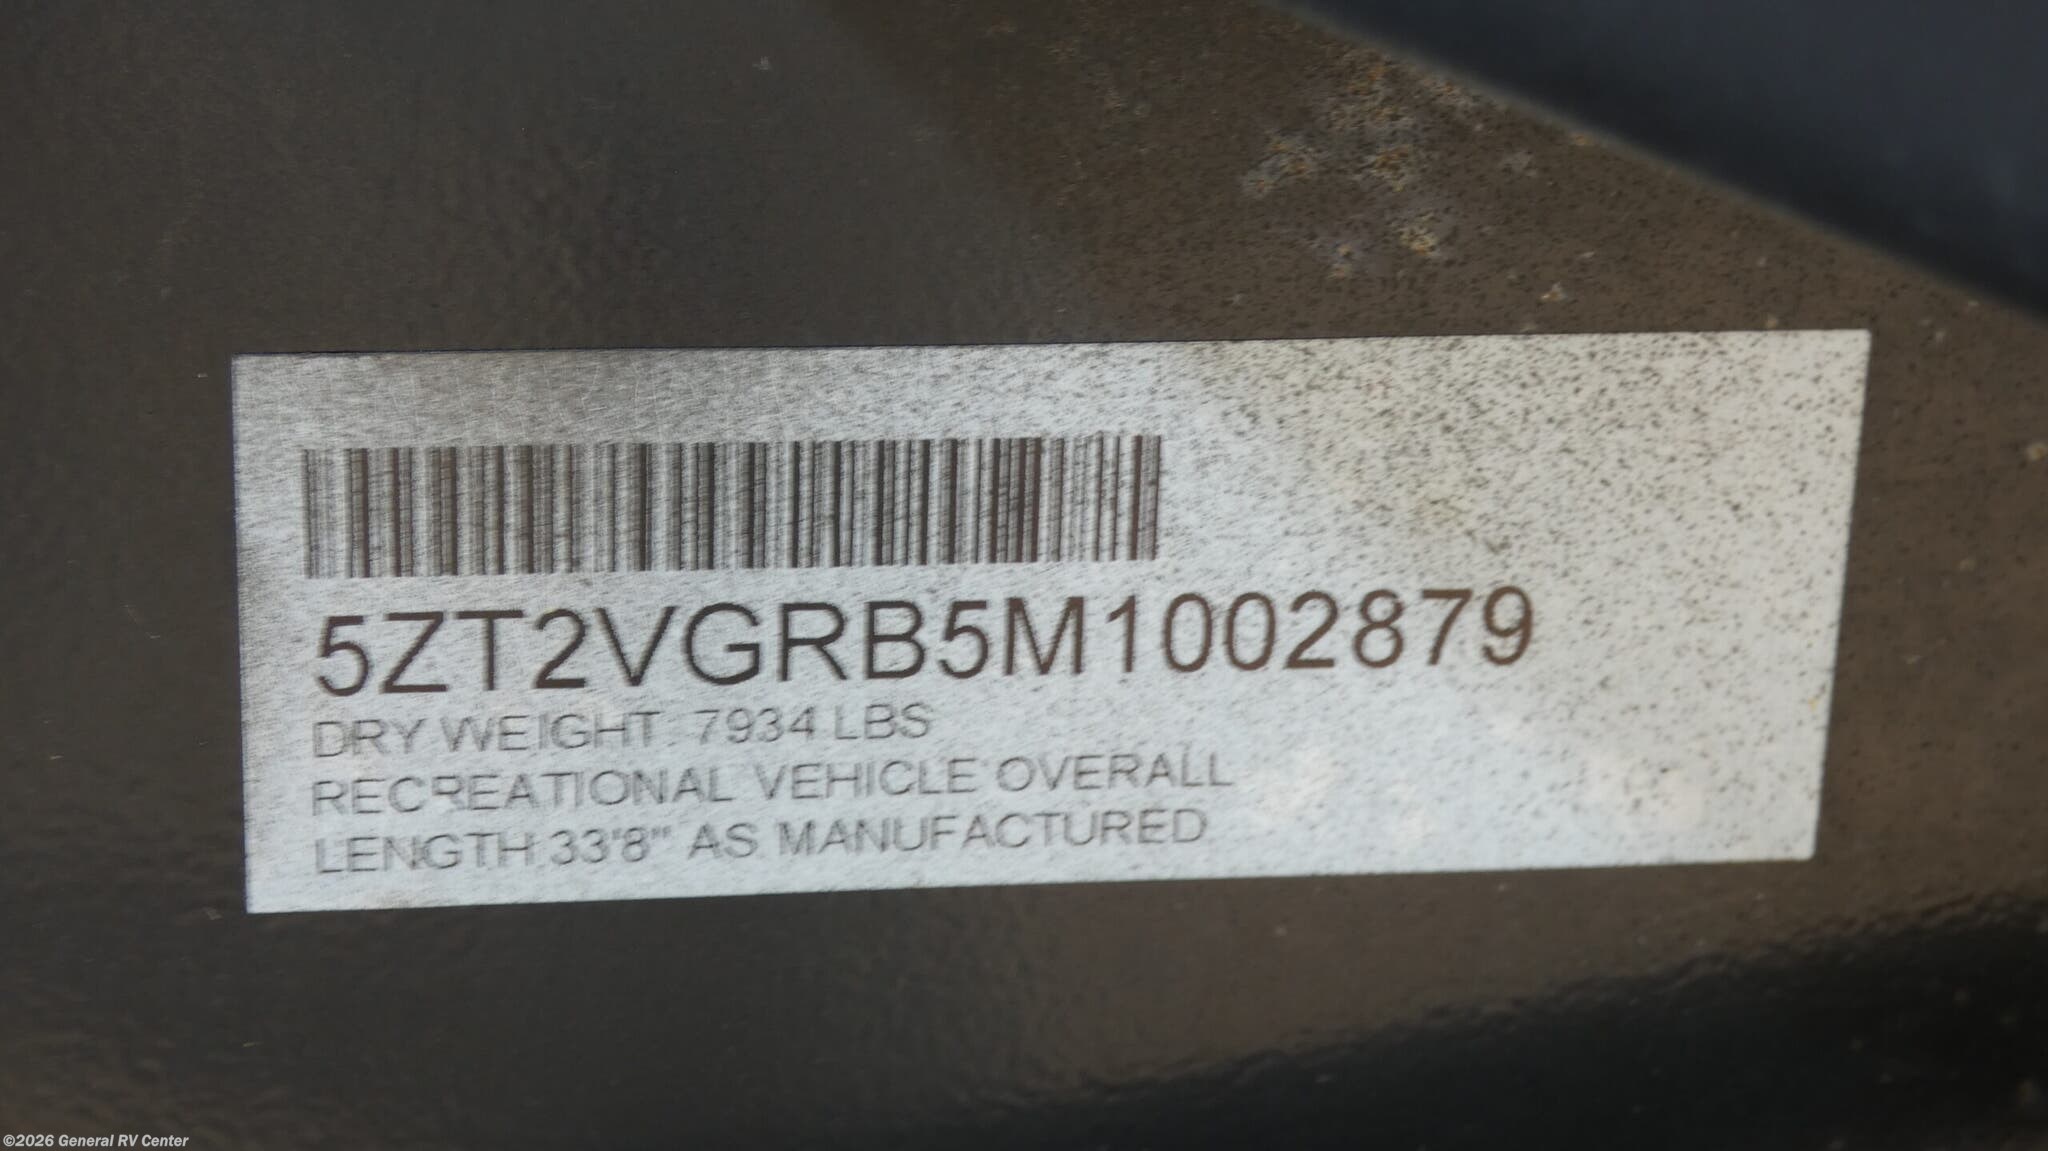 5ZT2VGRB5M1002879
DRY WEIGHT: 7934 LBS
RECREATIONAL VEHICLE OVERALL
LENGTH 33'8" AS MANUFACTURED
©2026 General RV Center